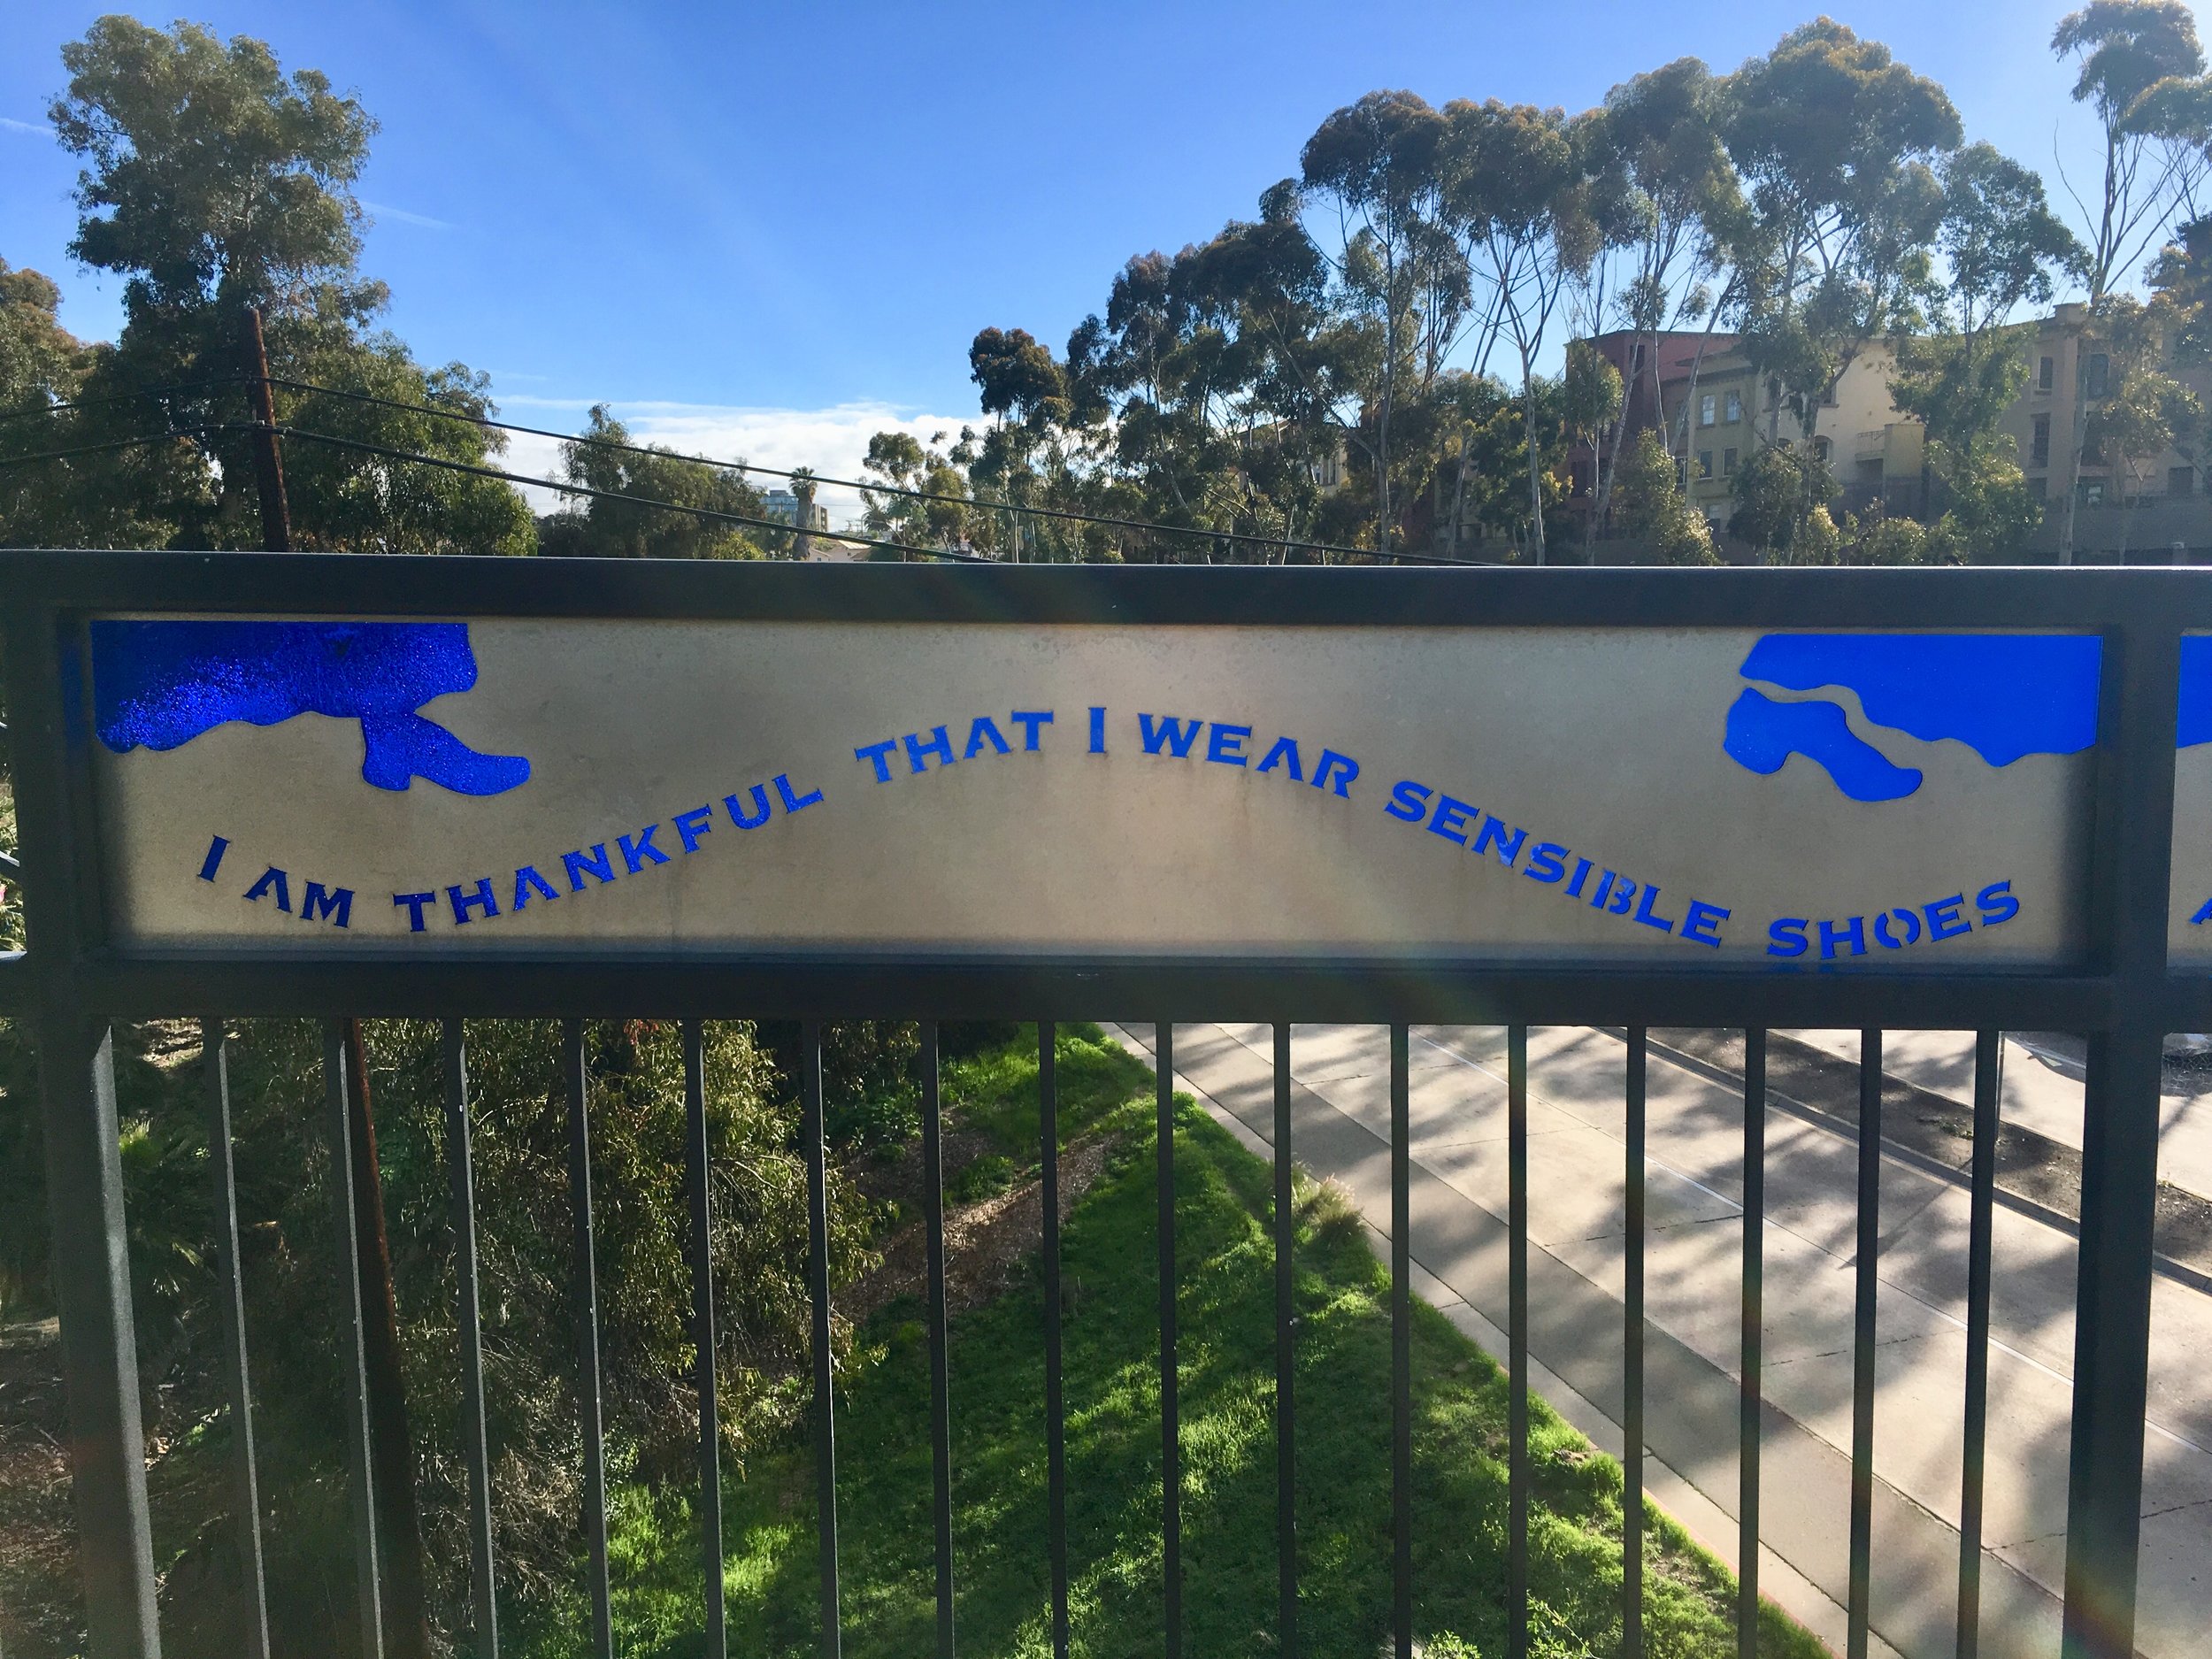 I AM THANKFUL THAT I WEAR SENSIBLE SHOES